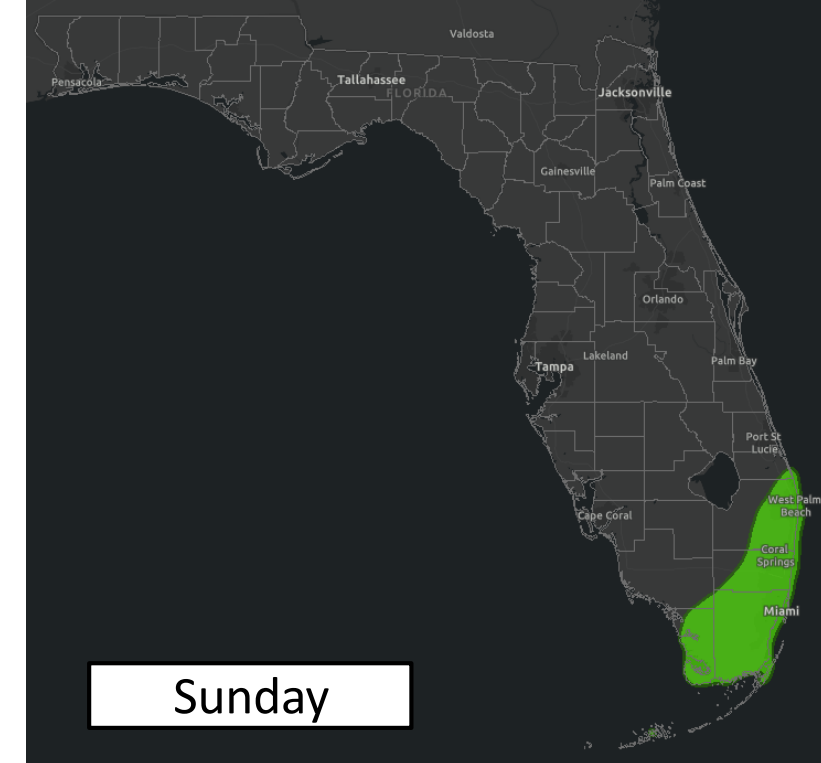 Valdosta
Pensacola
Tallahassee
FLORIDA
Jacksonville
Gainesville
Palm Coast
Orlando
Lakeland
Palm Bay
Tampa
Port St
Lucie
West Palm
Beach
Cape Coral
Coral
Springs
Miami
Sunday